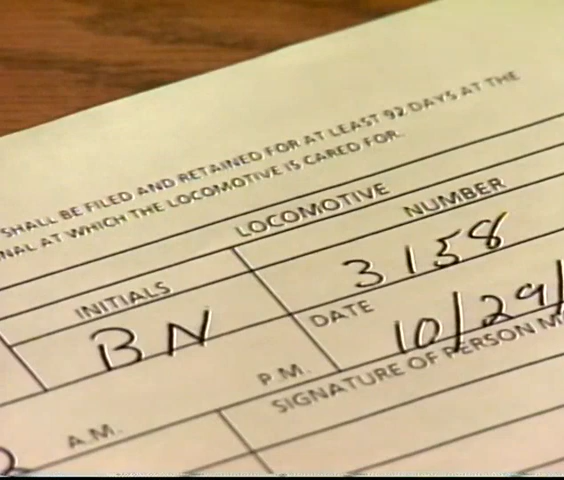 SHALL BE FILED AND RETAINED FOR AT LEAST 92 DAYS AT THE
AT WHICH THE LOCOMOTIVE IS CARED FOR.
LOCOMOTIVE
INITIALS NUMBER
BN 3158
DATE
10/29/
P.M. SIGNATURE OF PERSON
A.M.